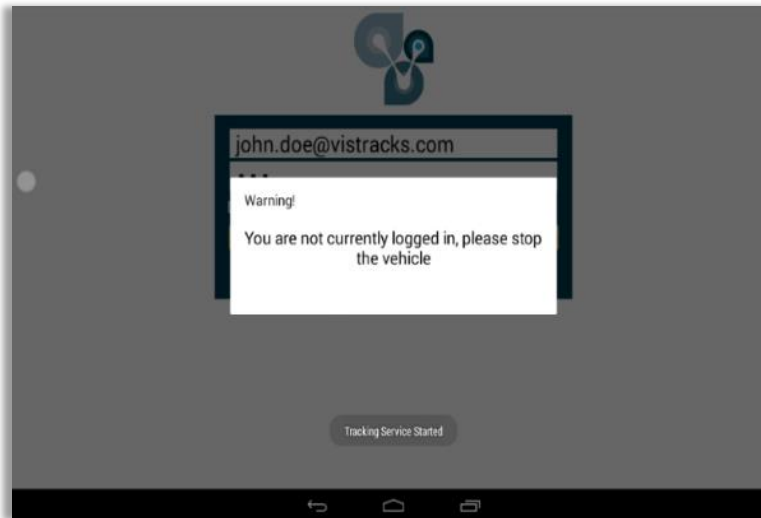 john.doe@vistracks.com
Warning!
You are not currently logged in, please stop
the vehicle
Tracking Service Started